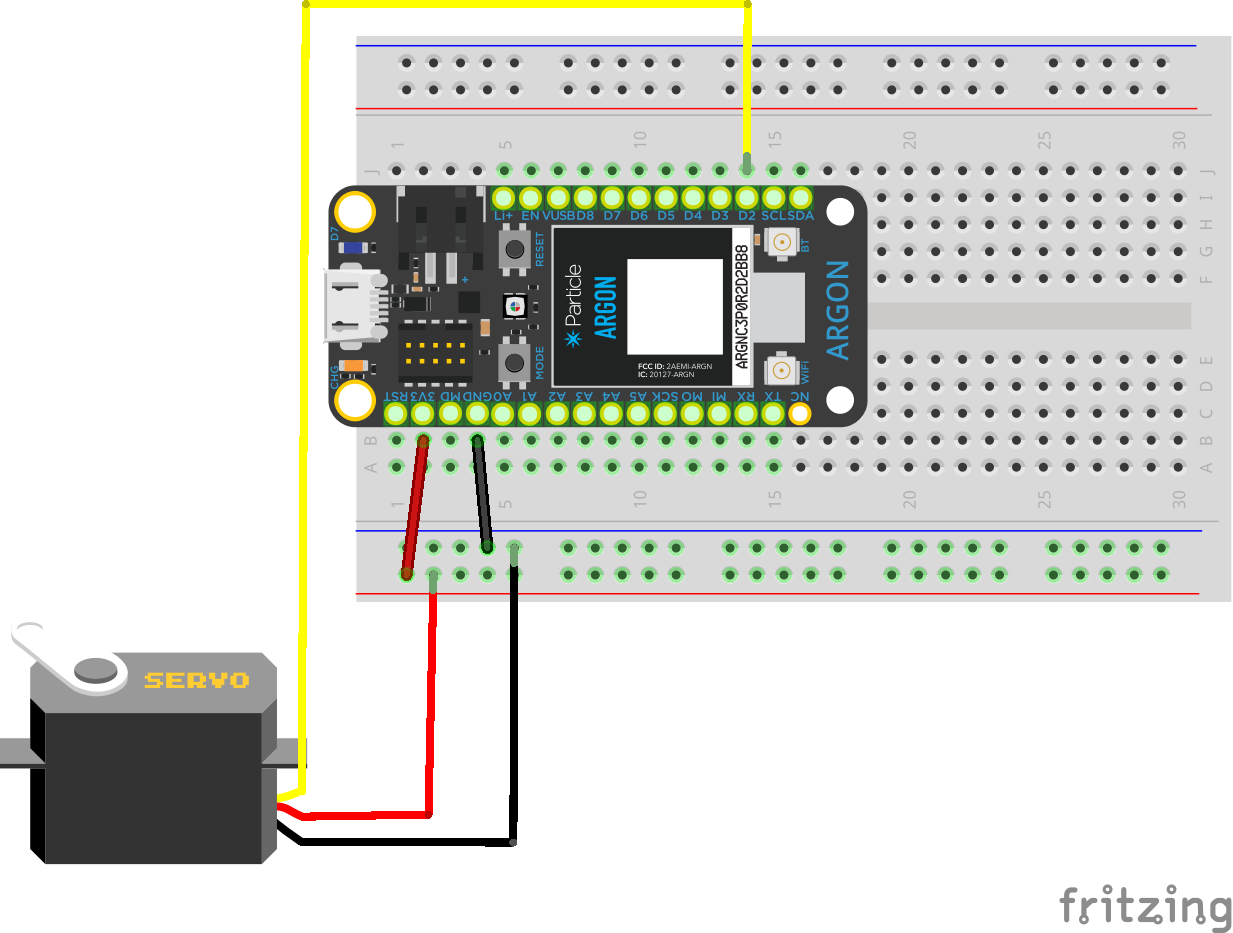 1 5 10 15 20 25 30
J J
I
H
G
F
Li+ EN VUSB D8 D7 D6 D5 D4 D3 D2 SCL SDA
D7
RESET
BT
+
Particle
ARGON
ARGNC3P0R2D2BB8
ARGON
FCC ID: 2AEMI-ARGN
IC: 20127-ARGN
MODE
WiFi
CHG
RST 3V3 MD GND A0 A1 A2 A3 A4 A5 SCK MO MI RX TX NC
E
D
C
B B
A A
1 5 10 15 20 25 30
SERVO
fritzing